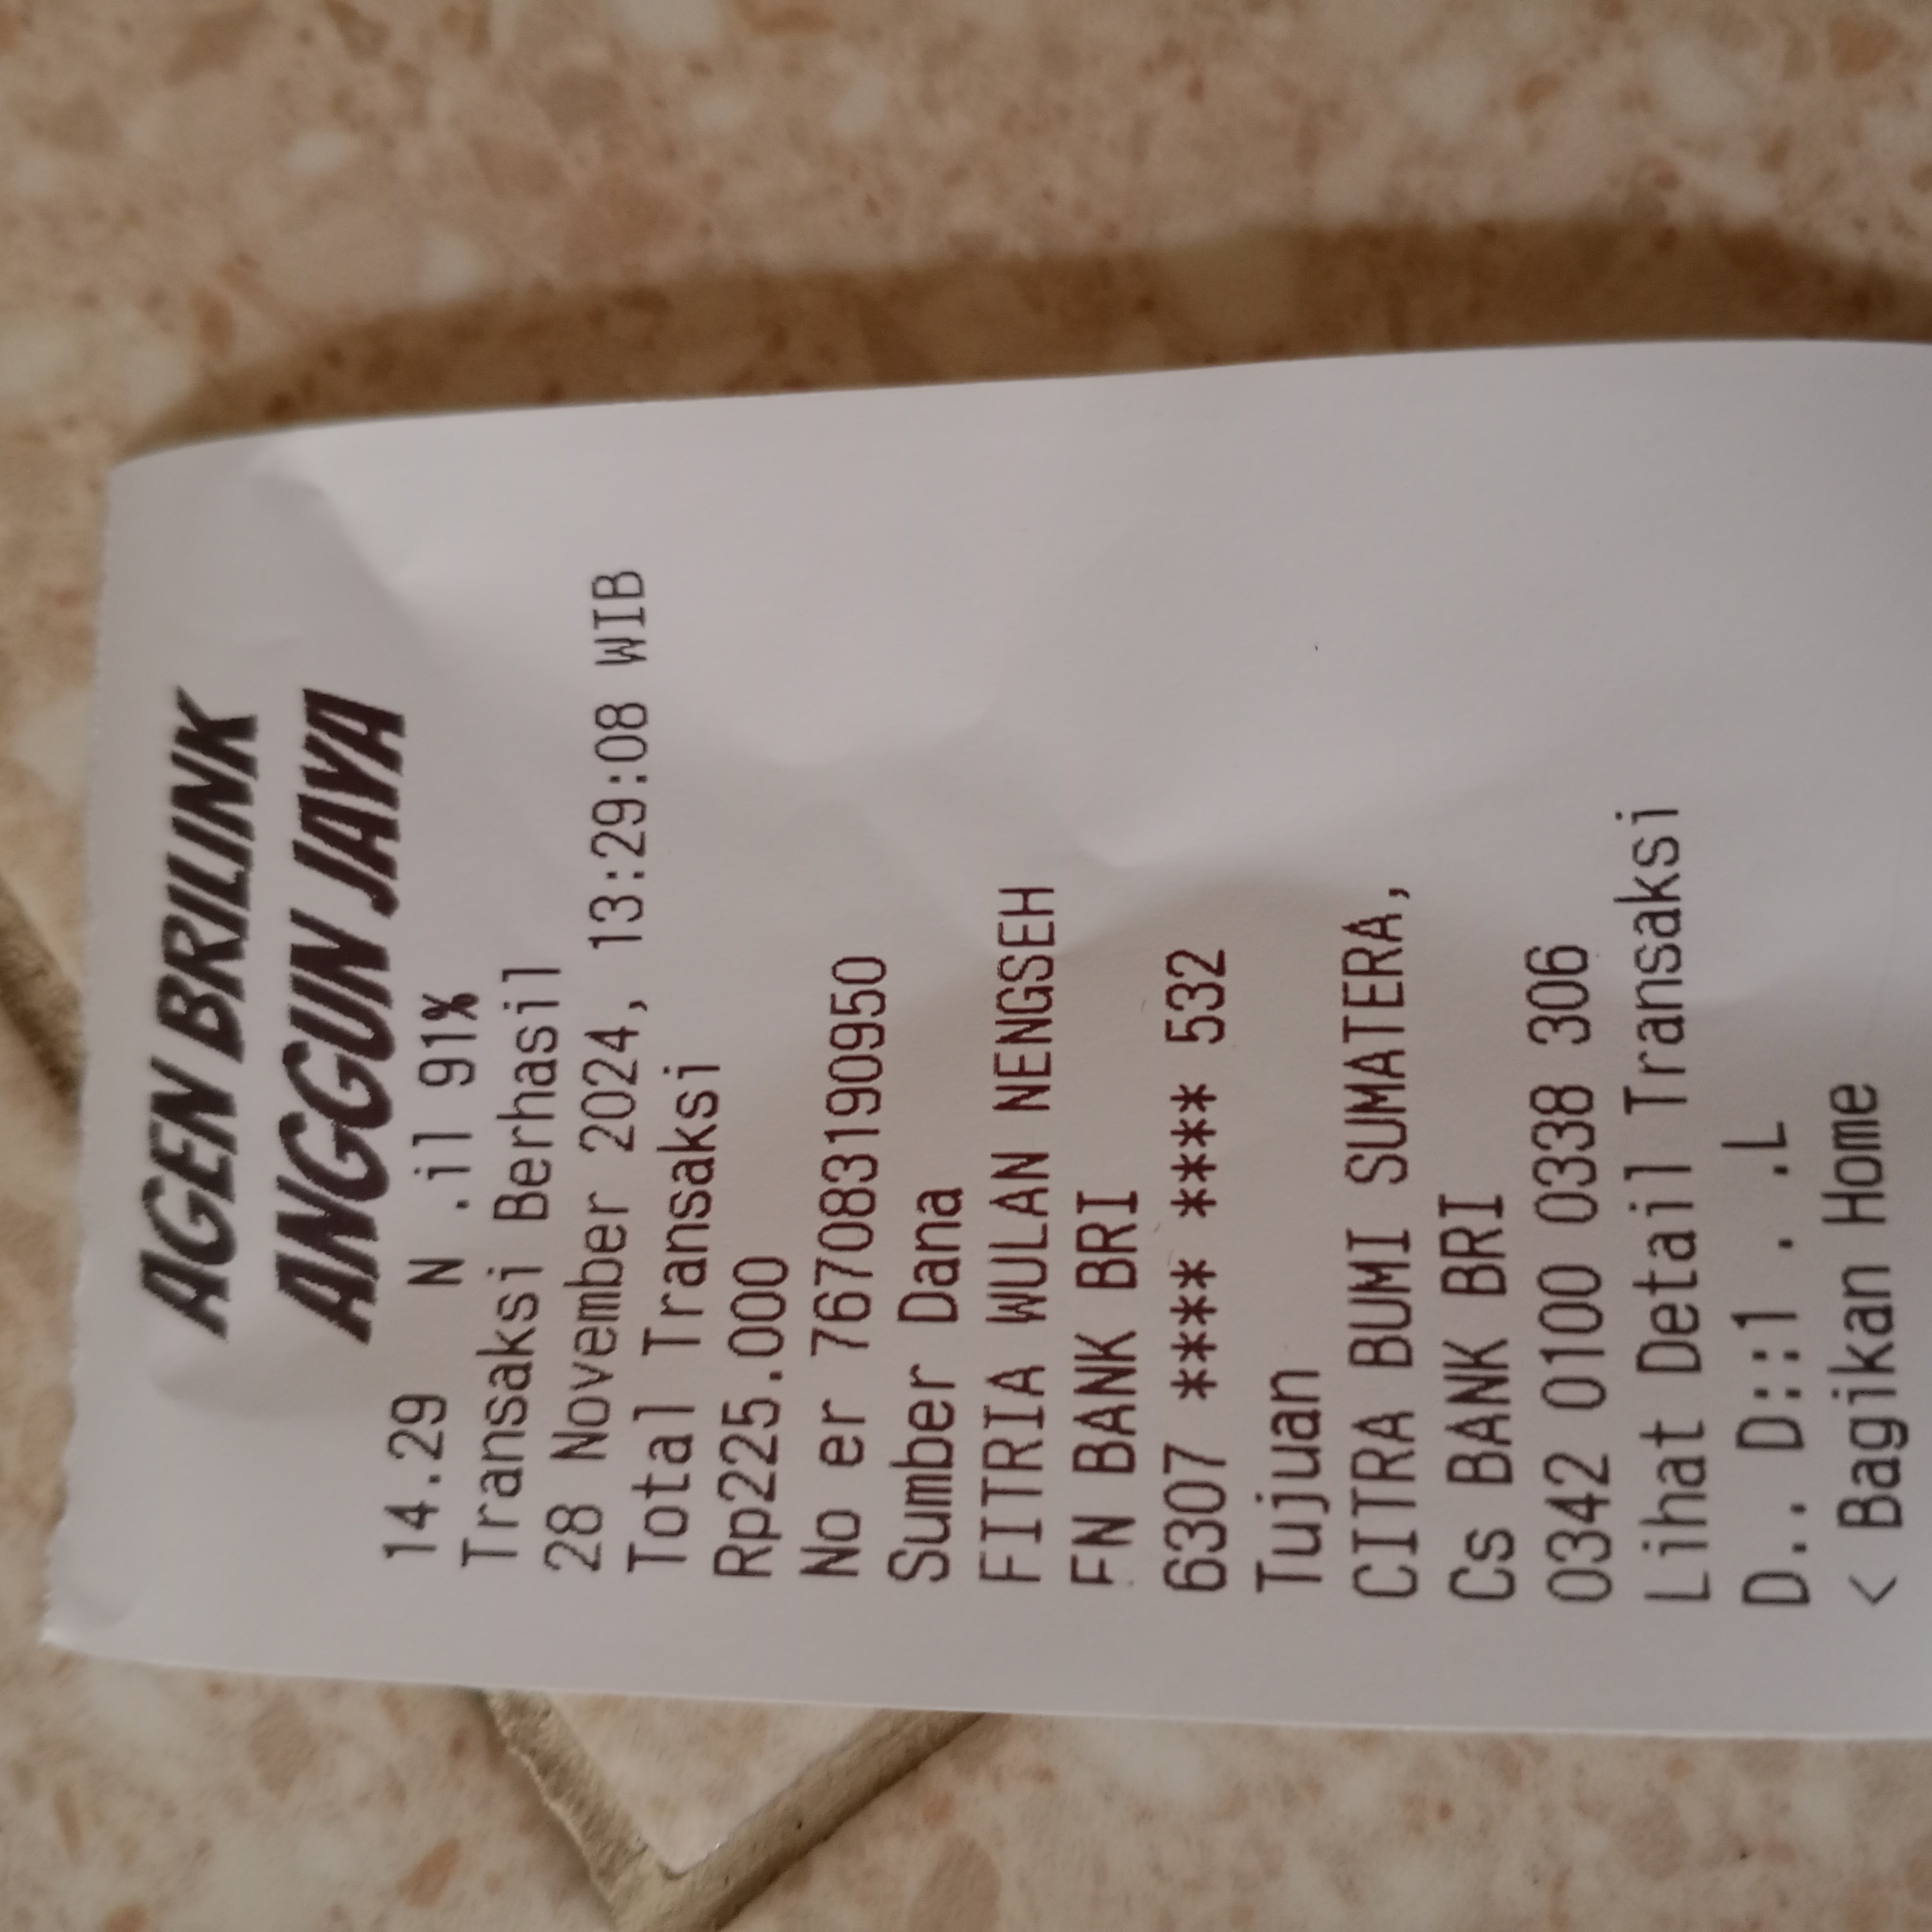 AGEN BRILINK
ANGGUN JAYA
14.29 N .il 91%
Transaksi Berhasil
28 November 2024, 13:29:08 WIB
Total Transaksi
Rp225.000
No er 767083190950
Sumber Dana
FITRIA WULAN NENGSEH
FN BANK BRI
6307 **** **** 532
Tujuan
CITRA BUMI SUMATERA,
Cs BANK BRI
0342 0100 0338 306
Lihat Detail Transaksi
D.. D::1 . .L
< Bagikan Home